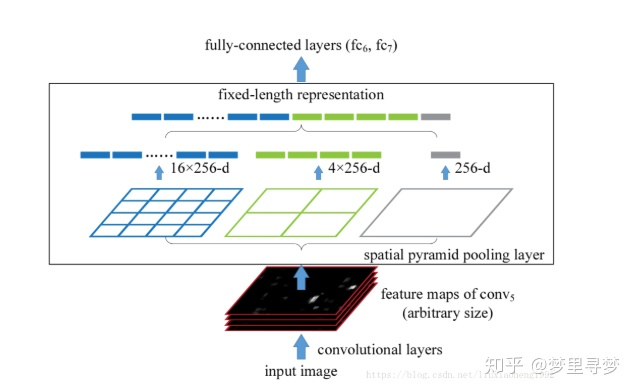 fully-connected layers (fc6, fc7)
fixed-length representation
......
......
16×256-d
4×256-d
256-d
spatial pyramid pooling layer
feature maps of conv5
(arbitrary size)
convolutional layers
input image
知乎 @梦里寻梦